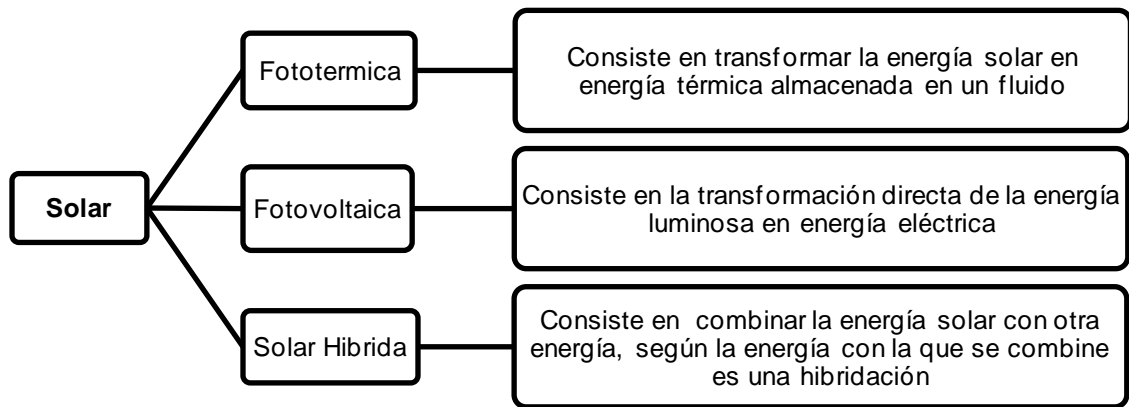 Fototermica
Consiste en transformar la energía solar en
energía térmica almacenada en un fluido
Solar
Fotovoltaica
Consiste en la transformación directa de la energía
luminosa en energía eléctrica
Solar Hibrida
Consiste en combinar la energía solar con otra
energía, según la energía con la que se combine
es una hibridación